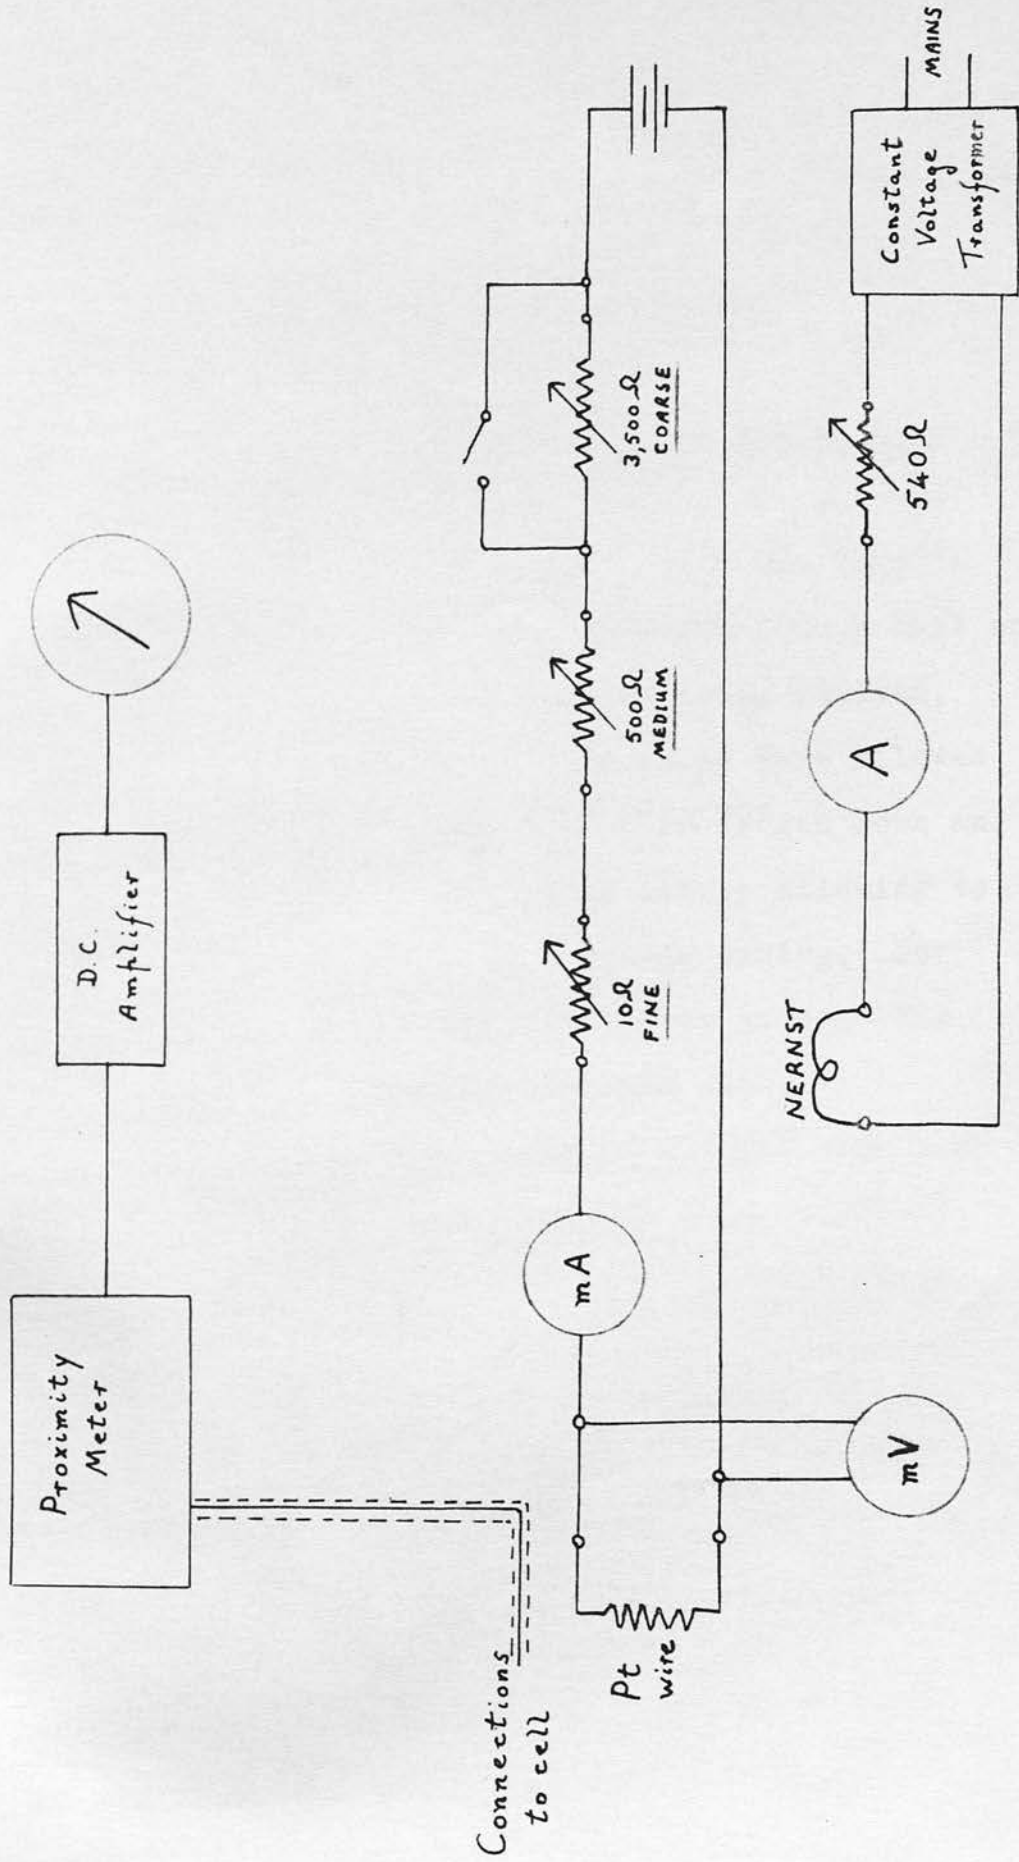 Proximity
Meter
D.C.
Amplifier
Connections
to cell
Pt
wire
mA
mV
10Ω
FINE
500Ω
MEDIUM
3,500Ω
COARSE
NERNST
A
540Ω
Constant
Voltage
Transformer
MAINS